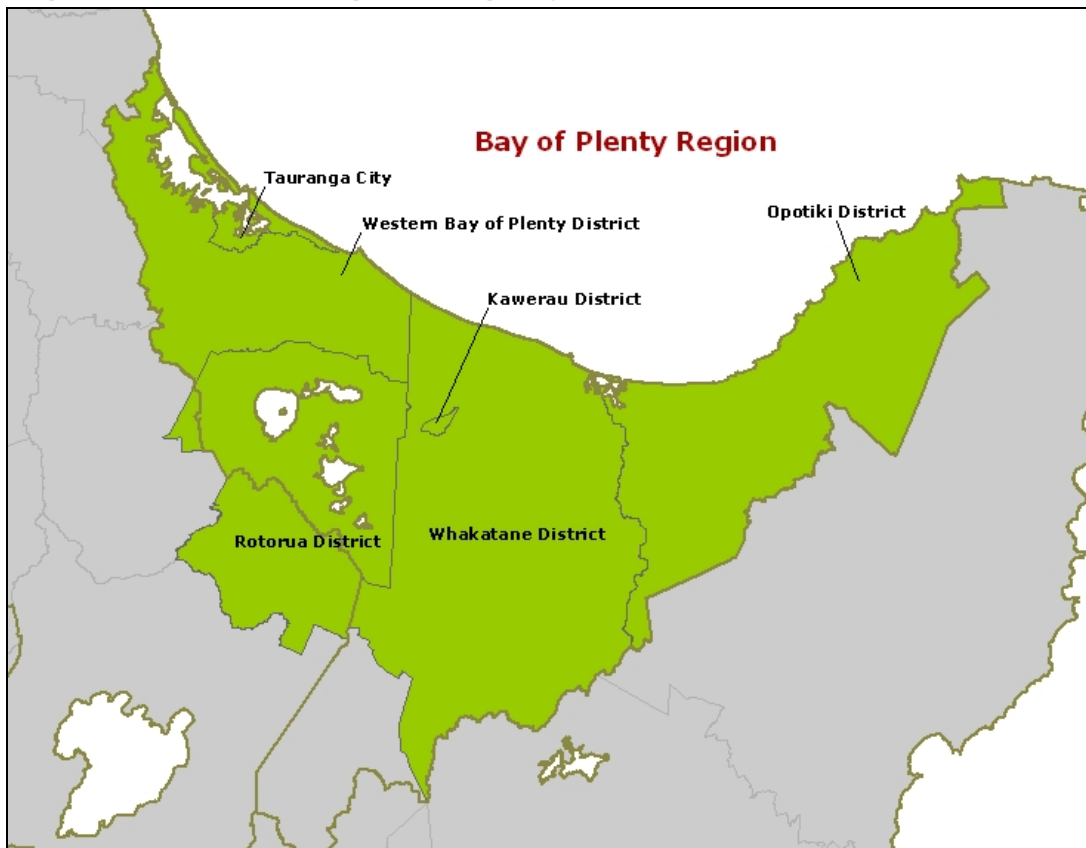 Bay of Plenty Region
Tauranga City
Opotiki District
Western Bay of Plenty District
Kawerau District
Whakatane District
Rotorua District